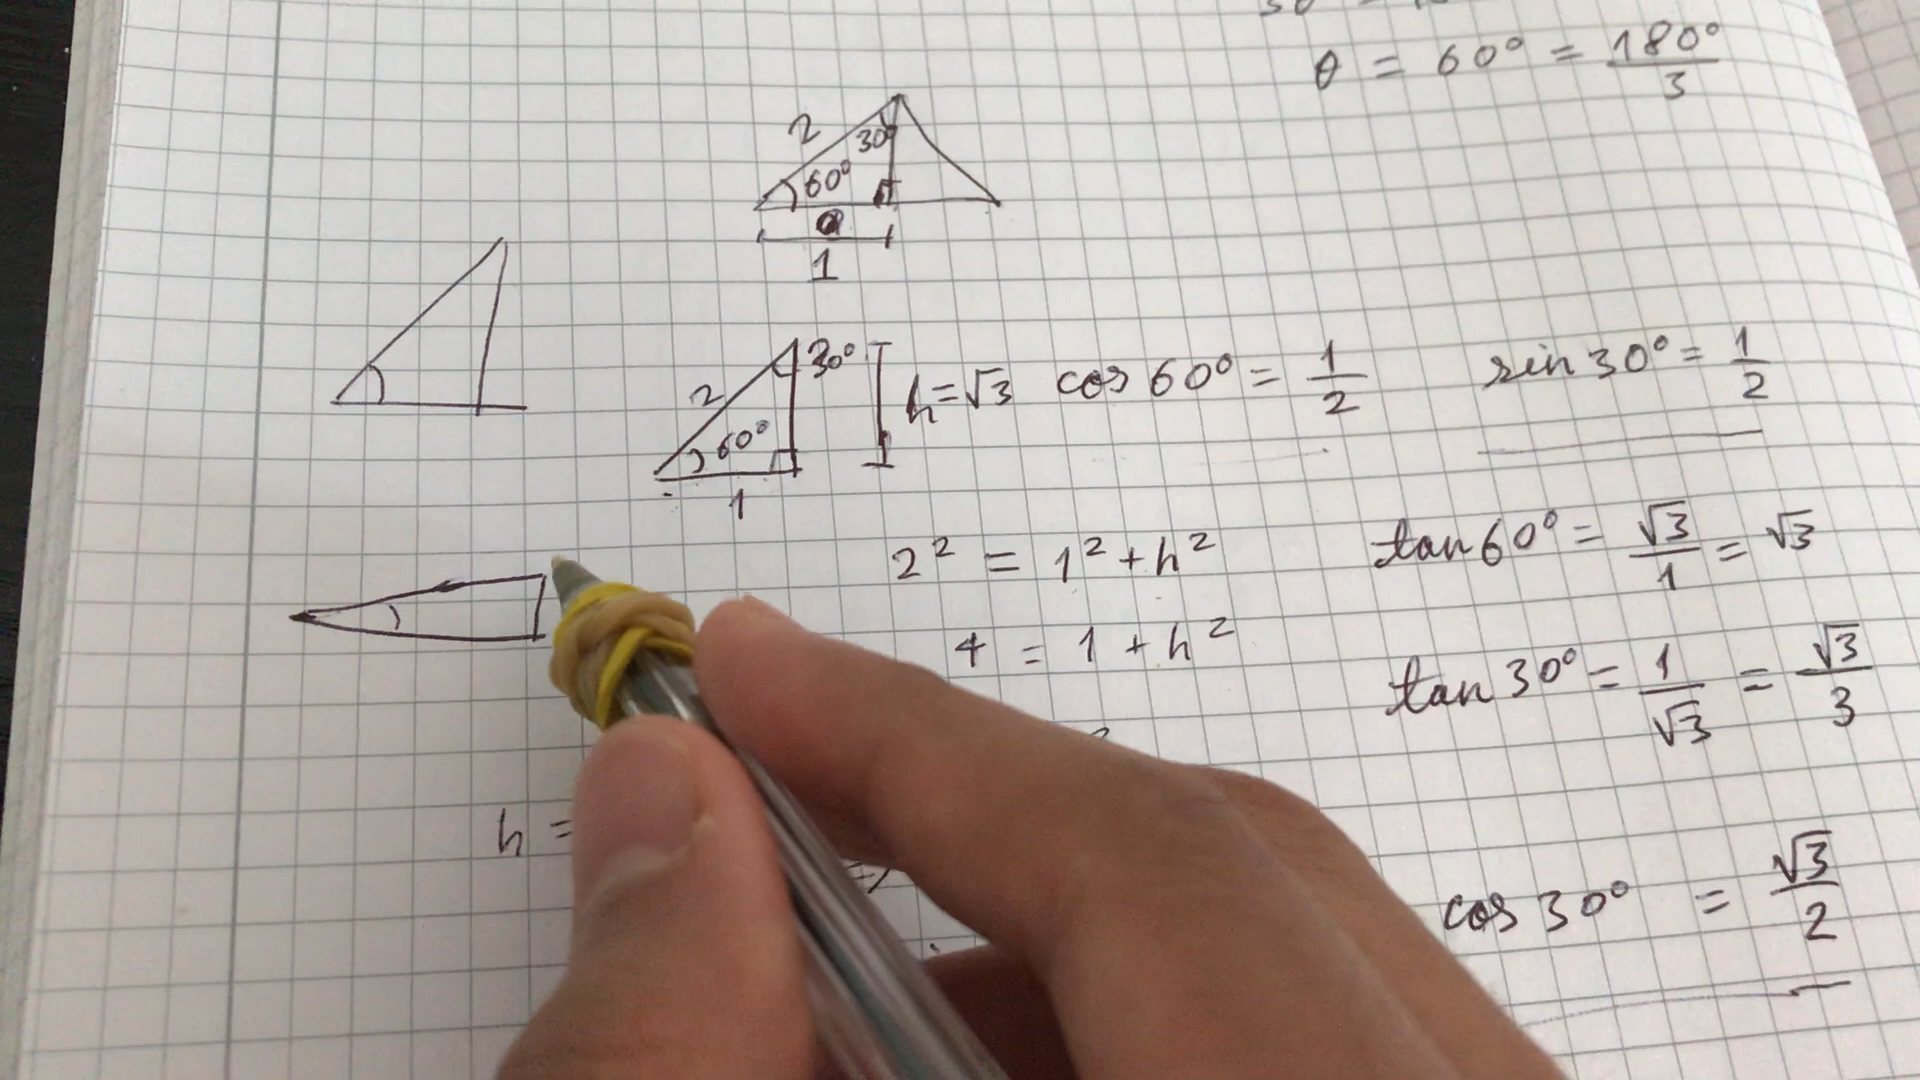 θ = 60° = 180°/3
2
30°
60°
1
30°
2
60°
1
h = √3
cos 60° = 1/2
sin 30° = 1/2
2² = 1² + h²
tan 60° = √3/1 = √3
4 = 1 + h²
tan 30° = 1/√3 = √3/3
h =
cos 30° = √3/2